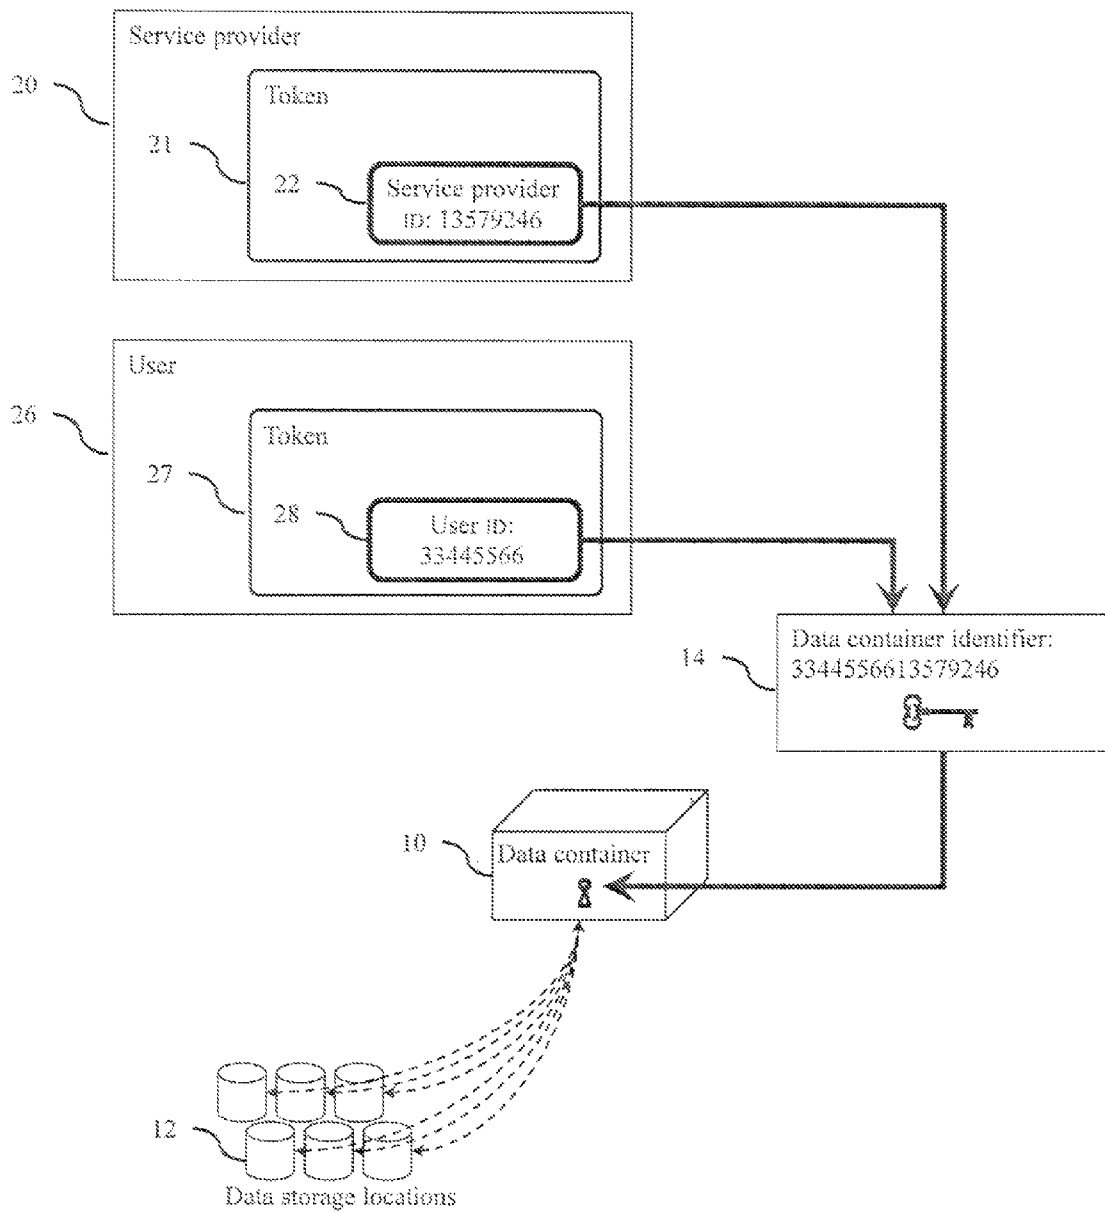 Service provider
20
Token
21
22
Service provider
ID: 13579246
User
26
Token
27
28
User ID:
33445566
14
Data container identifier:
3344556613579246
10
Data container
12
Data storage locations